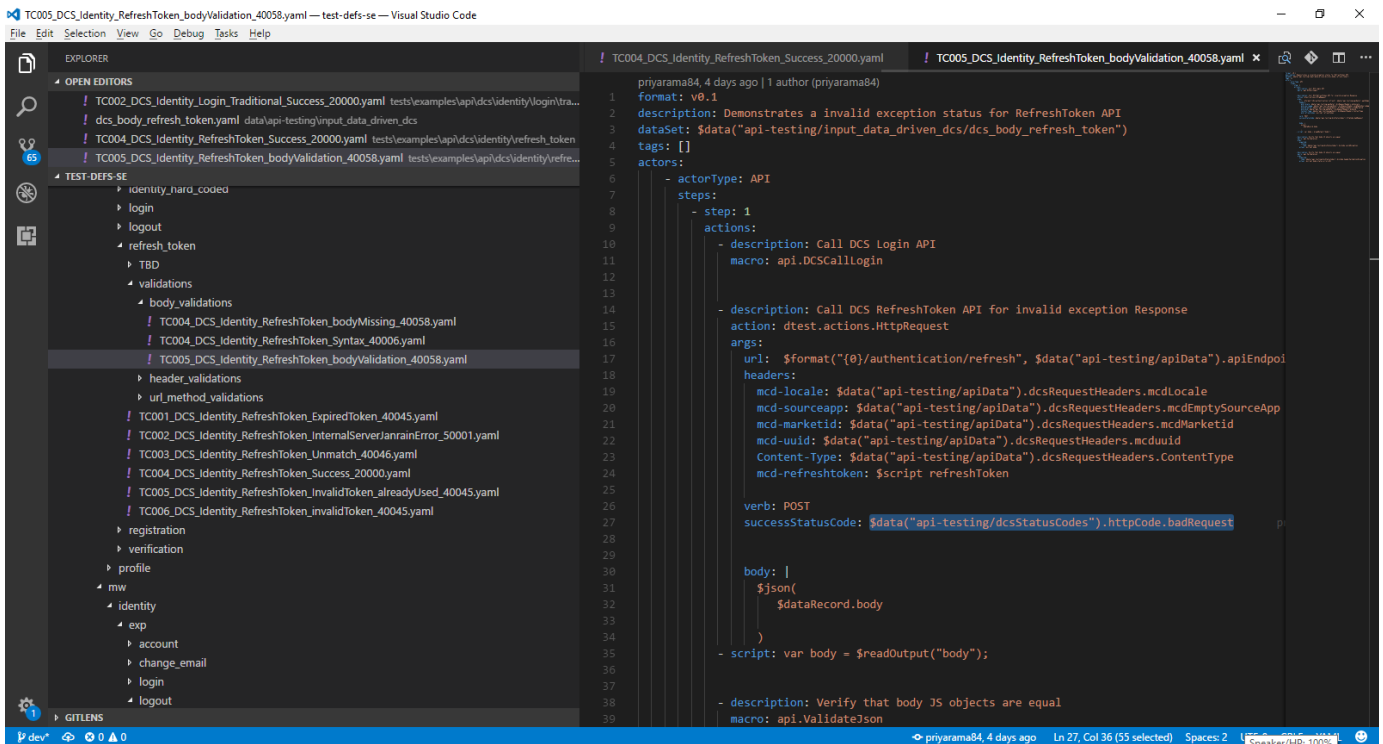 TC005_DCS_Identity_RefreshToken_bodyValidation_40058.yaml — test-defs-se — Visual Studio Code
File Edit Selection View Go Debug Tasks Help
EXPLORER
OPEN EDITORS
! TC002_DCS_Identity_Login_Traditional_Success_20000.yaml tests\examples\api\dcs\identity\login\tra...
! dcs_body_refresh_token.yaml data\api-testing\input_data_driven_dcs
! TC004_DCS_Identity_RefreshToken_Success_20000.yaml tests\examples\api\dcs\identity\refresh_token
! TC005_DCS_Identity_RefreshToken_bodyValidation_40058.yaml tests\examples\api\dcs\identity\refre...
65
TEST-DEFS-SE
identity_hard_coded
login
logout
refresh_token
TBD
validations
body_validations
! TC004_DCS_Identity_RefreshToken_bodyMissing_40058.yaml
! TC004_DCS_Identity_RefreshToken_Syntax_40006.yaml
! TC005_DCS_Identity_RefreshToken_bodyValidation_40058.yaml
header_validations
url_method_validations
! TC001_DCS_Identity_RefreshToken_ExpiredToken_40045.yaml
! TC002_DCS_Identity_RefreshToken_InternalServerJanrainError_50001.yaml
! TC003_DCS_Identity_RefreshToken_Unmatch_40046.yaml
! TC004_DCS_Identity_RefreshToken_Success_20000.yaml
! TC005_DCS_Identity_RefreshToken_InvalidToken_alreadyUsed_40045.yaml
! TC006_DCS_Identity_RefreshToken_invalidToken_40045.yaml
registration
verification
profile
mw
identity
exp
account
change_email
login
logout
1
GITLENS
! TC004_DCS_Identity_RefreshToken_Success_20000.yaml
! TC005_DCS_Identity_RefreshToken_bodyValidation_40058.yaml
priyarama84, 4 days ago | 1 author (priyarama84)
1 format: v0.1
2 description: Demonstrates a invalid exception status for RefreshToken API
3 dataSet: $data("api-testing/input_data_driven_dcs/dcs_body_refresh_token")
4 tags: []
5 actors:
6 - actorType: API
7 steps:
8 - step: 1
9 actions:
10 - description: Call DCS Login API
11 macro: api.DCSCallLogin
12
13
14 - description: Call DCS RefreshToken API for invalid exception Response
15 action: dtest.actions.HttpRequest
16 args:
17 url: $format("{0}/authentication/refresh", $data("api-testing/apiData").apiEndpoi
18 headers:
19 mcd-locale: $data("api-testing/apiData").dcsRequestHeaders.mcdLocale
20 mcd-sourceapp: $data("api-testing/apiData").dcsRequestHeaders.mcdEmptySourceApp
21 mcd-marketid: $data("api-testing/apiData").dcsRequestHeaders.mcdMarketid
22 mcd-uuid: $data("api-testing/apiData").dcsRequestHeaders.mcduuid
23 Content-Type: $data("api-testing/apiData").dcsRequestHeaders.ContentType
24 mcd-refreshtoken: $script refreshToken
25
26 verb: POST
27 successStatusCode: $data("api-testing/dcsStatusCodes").httpCode.badRequest
28
29
30 body: |
31 $json(
32 $dataRecord.body
33
34 )
35 - script: var body = $readOutput("body");
36
37
38 - description: Verify that body JS objects are equal
39 macro: api.ValidateJson
dev* 0 0 priyarama84, 4 days ago Ln 27, Col 36 (55 selected) Spaces: 2
Speaker/HP: 100%